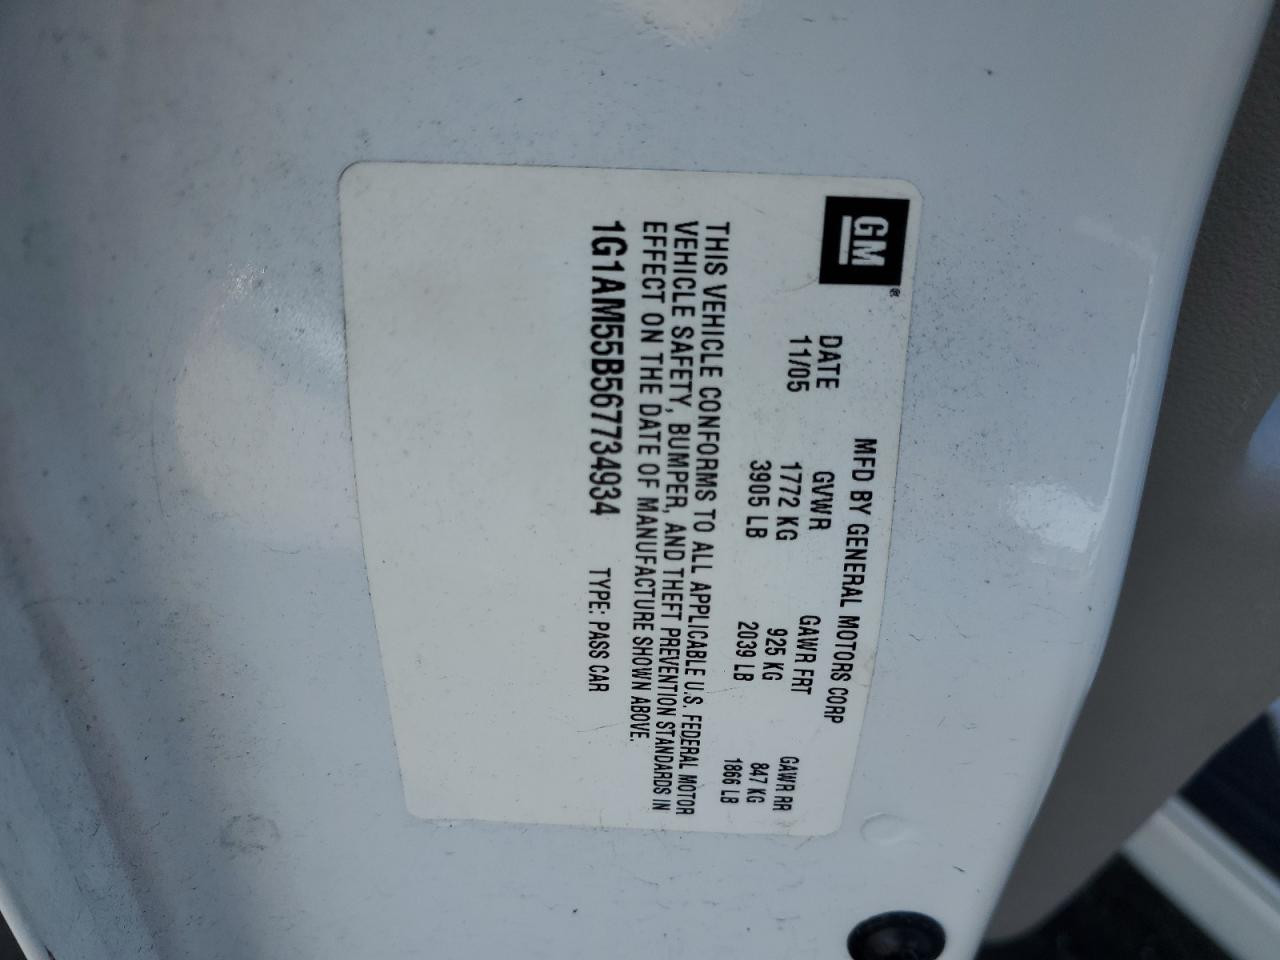 GM®
MFD BY GENERAL MOTORS CORP
DATE GVWR GAWR FRT GAWR RR
11/05 1772 KG 925 KG 847 KG
3905 LB 2039 LB 1866 LB
THIS VEHICLE CONFORMS TO ALL APPLICABLE U.S. FEDERAL MOTOR
VEHICLE SAFETY, BUMPER, AND THEFT PREVENTION STANDARDS IN
EFFECT ON THE DATE OF MANUFACTURE SHOWN ABOVE.
1G1AM55B567734934 TYPE: PASS CAR